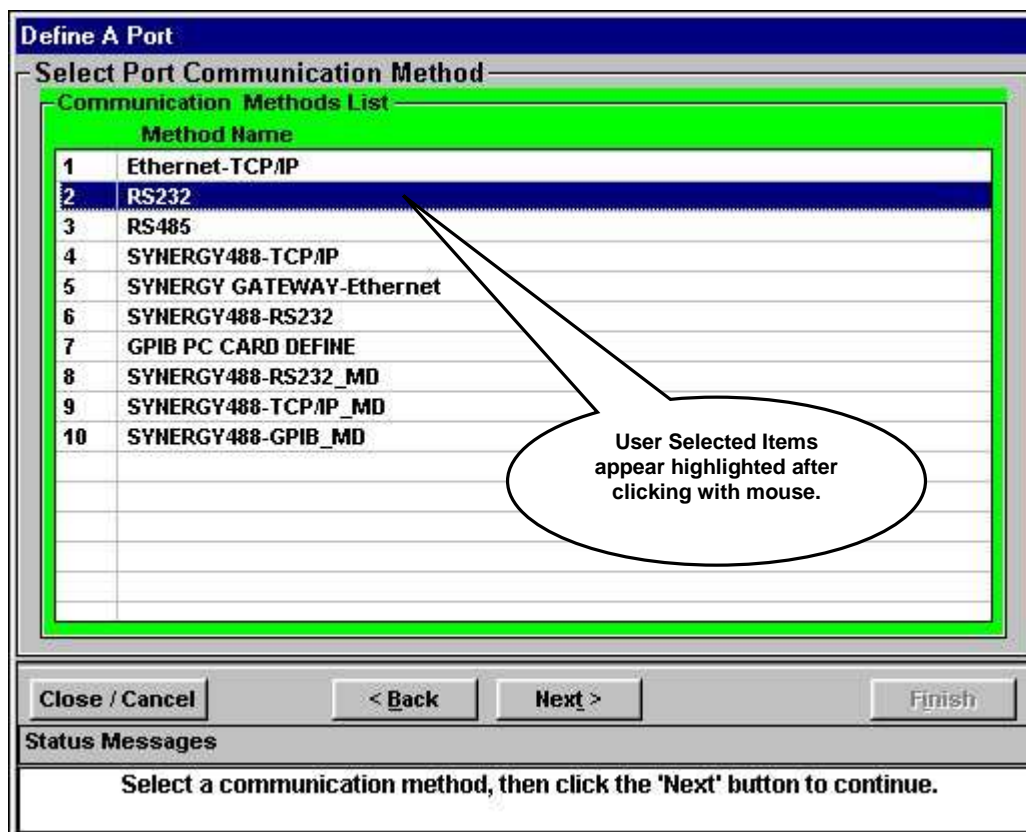 Define A Port
Select Port Communication Method
Communication Methods List
Method Name
1 Ethernet-TCP/IP
2 RS232
3 RS485
4 SYNERGY488-TCP/IP
5 SYNERGY GATEWAY-Ethernet
6 SYNERGY488-RS232
7 GPIB PC CARD DEFINE
8 SYNERGY488-RS232_MD
9 SYNERGY488-TCP/IP_MD
10 SYNERGY488-GPIB_MD
User Selected Items
appear highlighted after
clicking with mouse.
Close / Cancel
< Back
Next >
Finish
Status Messages
Select a communication method, then click the 'Next' button to continue.